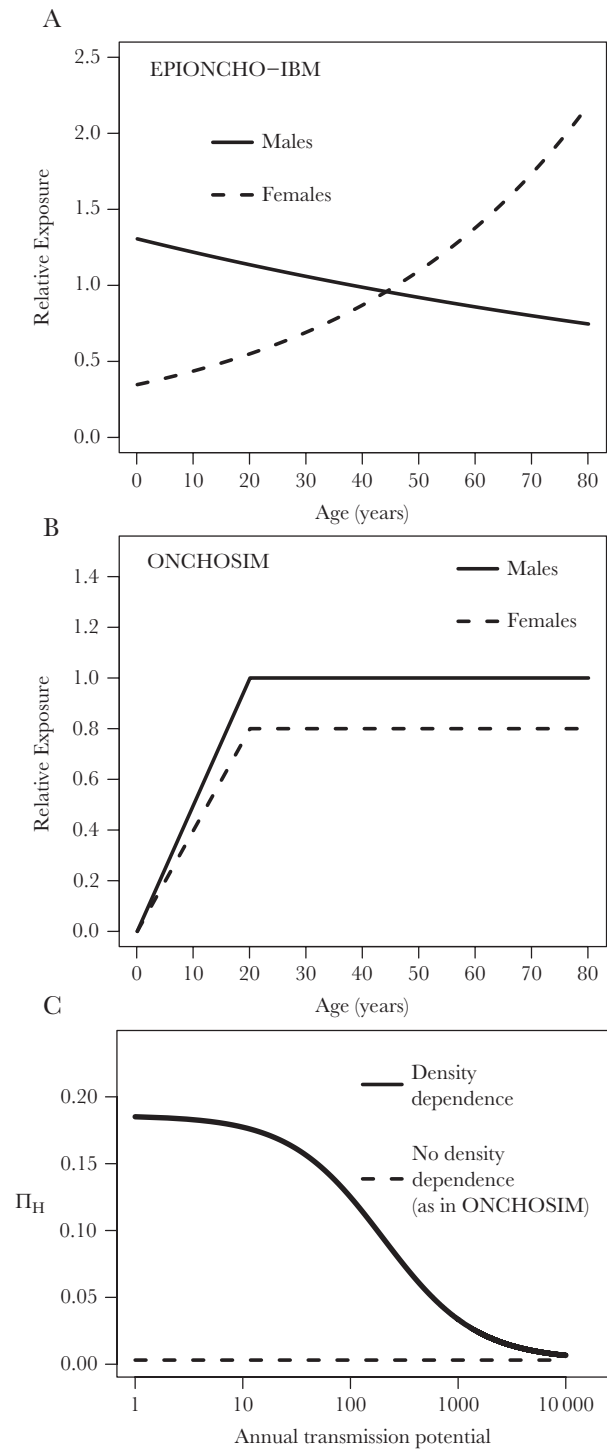 A
EPIONCHO–IBM
Males
Females
Relative Exposure
2.5
2.0
1.5
1.0
0.5
0.0
0 10 20 30 40 50 60 70 80
Age (years)
B
ONCHOSIM
Males
Females
Relative Exposure
1.4
1.2
1.0
0.8
0.6
0.4
0.2
0.0
0 10 20 30 40 50 60 70 80
Age (years)
C
Density
dependence
No density
dependence
(as in ONCHOSIM)
Π_H
0.20
0.15
0.10
0.05
0.00
1 10 100 1000 10 000
Annual transmission potential